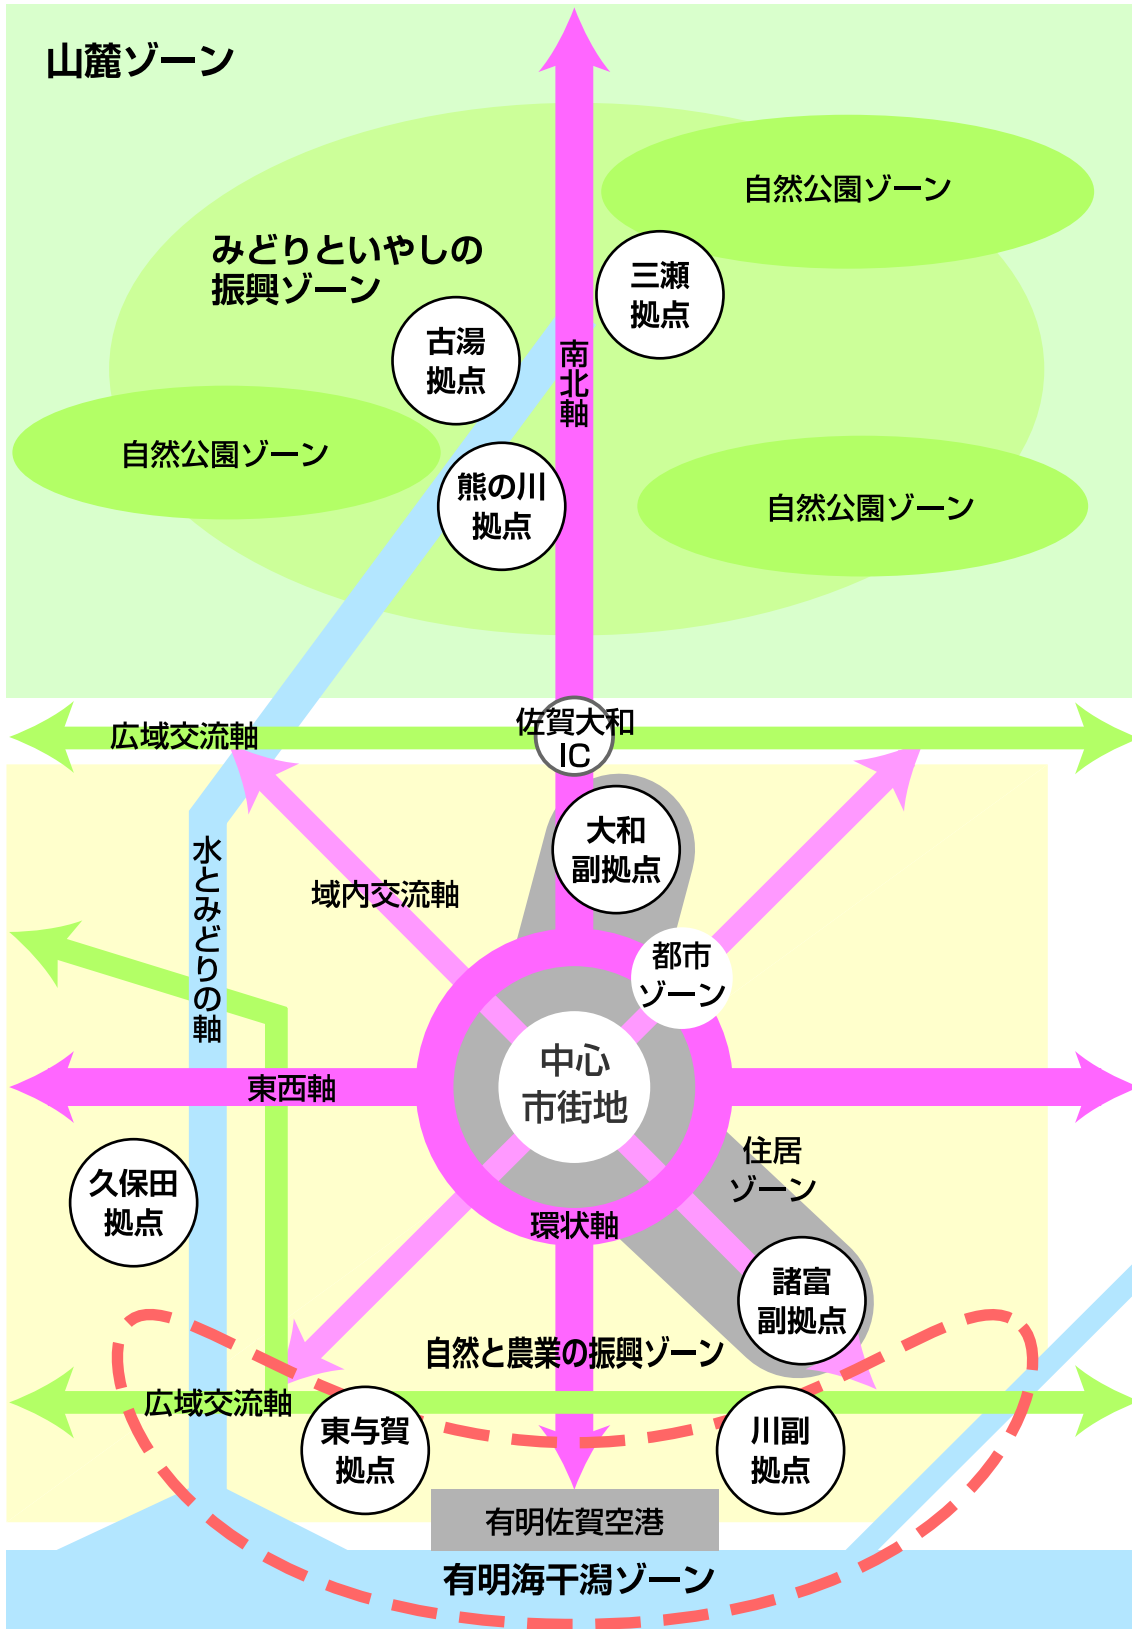 山麓ゾーン
自然公園ゾーン
みどりといやしの
振興ゾーン
三瀬
拠点
古湯
拠点
南北軸
自然公園ゾーン
熊の川
拠点
自然公園ゾーン
広域交流軸
佐賀大和
IC
大和
副拠点
水とみどりの軸
域内交流軸
都市
ゾーン
中心
市街地
東西軸
住居
ゾーン
久保田
拠点
環状軸
諸富
副拠点
自然と農業の振興ゾーン
広域交流軸
東与賀
拠点
川副
拠点
有明佐賀空港
有明海干潟ゾーン